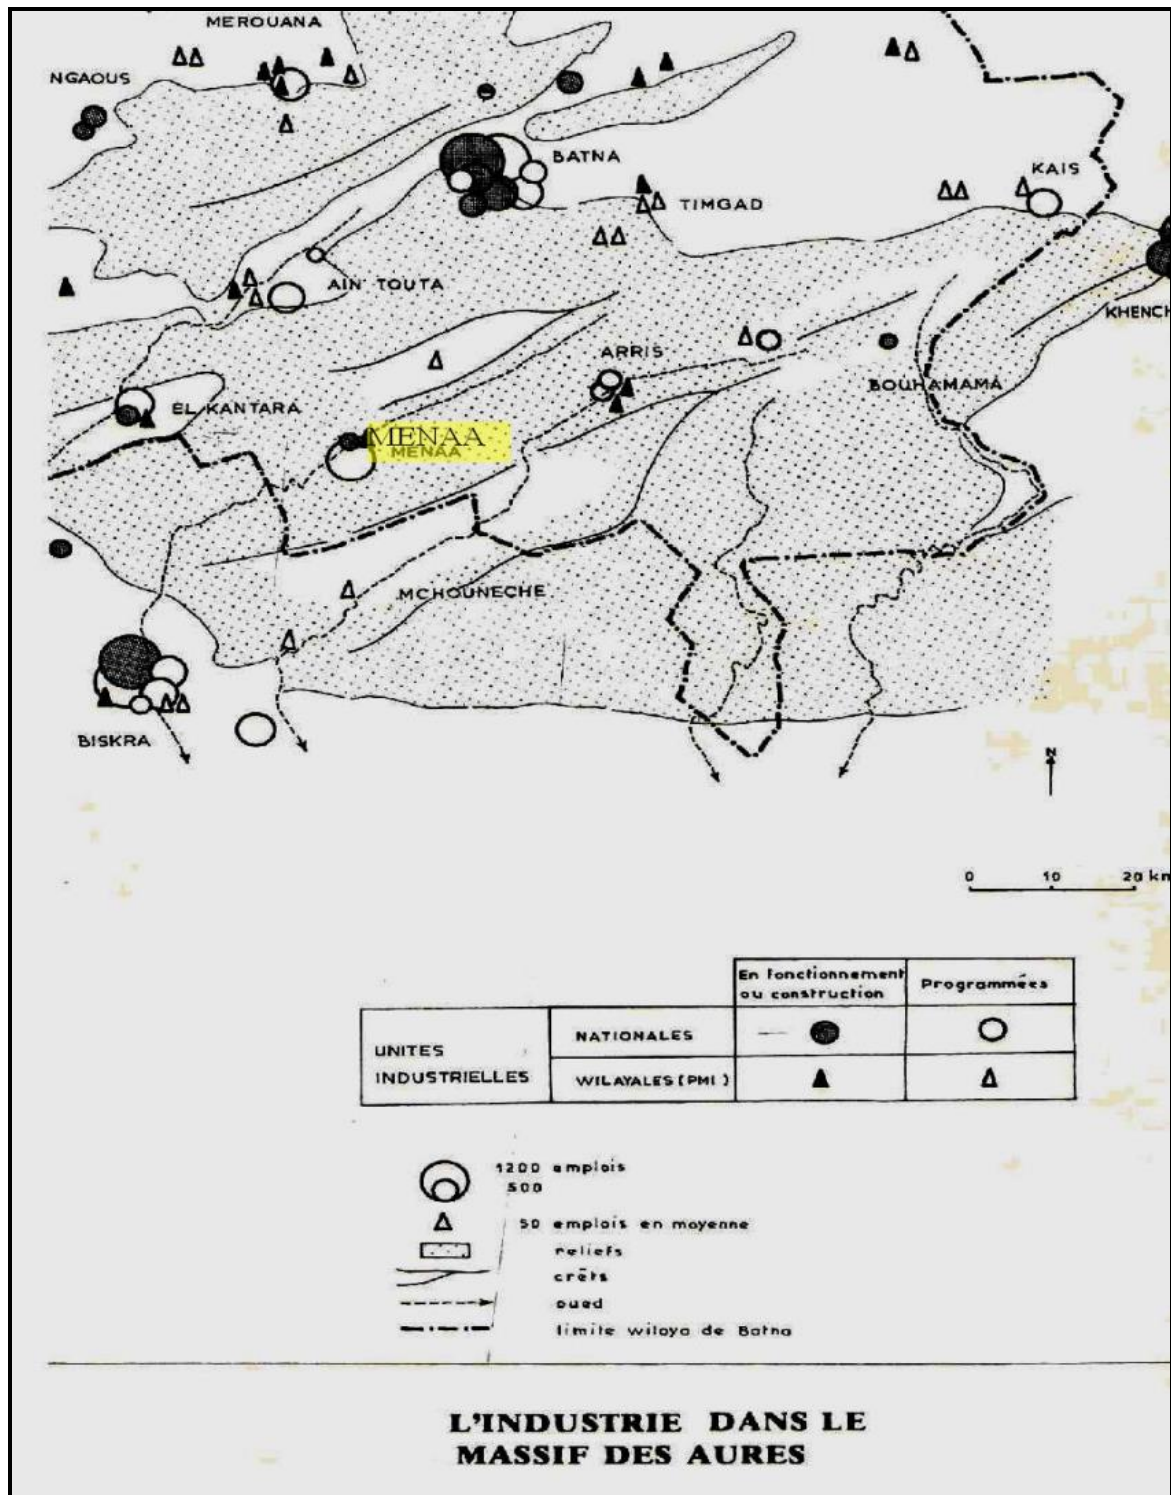 MEROUANA
NGAOUS
BATNA
KAIS
TIMGAD
AIN TOUTA
KHENCH
ARRIS
BOUHAMAMA
EL KANTARA
MENAA
MENAA
MCHOUNECHE
BISKRA
N
0 10 20 km
En fonctionnement
ou construction
Programmées
UNITES
INDUSTRIELLES
NATIONALES
WILAYALES (PMI)
1200 emplois
500
50 emplois en moyenne
reliefs
crêts
oued
limite wilaya de Batna
L'INDUSTRIE DANS LE
MASSIF DES AURES